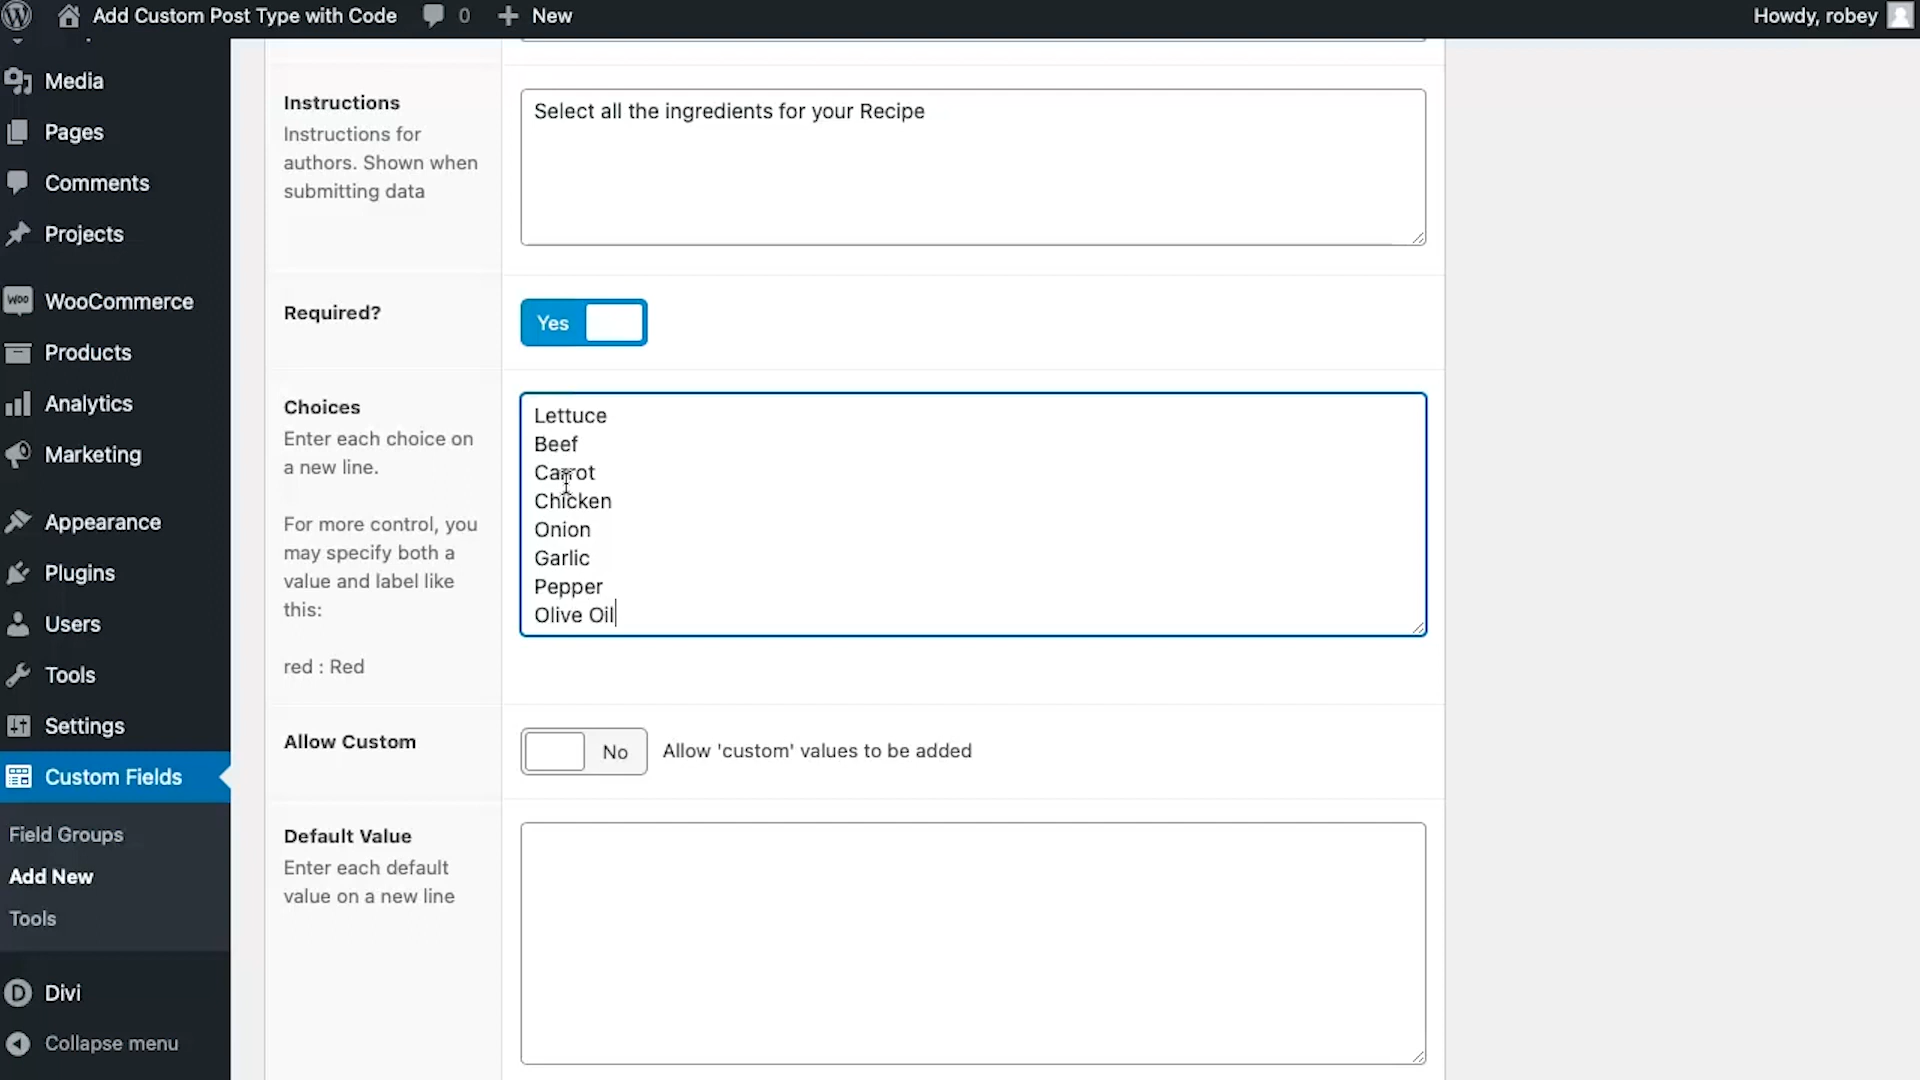 Add Custom Post Type with Code
0
New
Howdy, robey
Media
Pages
Comments
Projects
WOO
WooCommerce
Products
Analytics
Marketing
Appearance
Plugins
Users
Tools
Settings
Custom Fields
Field Groups
Add New
Tools
D
Divi
Collapse menu
Instructions
Instructions for
authors. Shown when
submitting data
Select all the ingredients for your Recipe
Required?
Yes
Choices
Enter each choice on
a new line.
For more control, you
may specify both a
value and label like
this:
red : Red
Lettuce
Beef
Carrot
Chicken
Onion
Garlic
Pepper
Olive Oil
Allow Custom
No
Allow 'custom' values to be added
Default Value
Enter each default
value on a new line